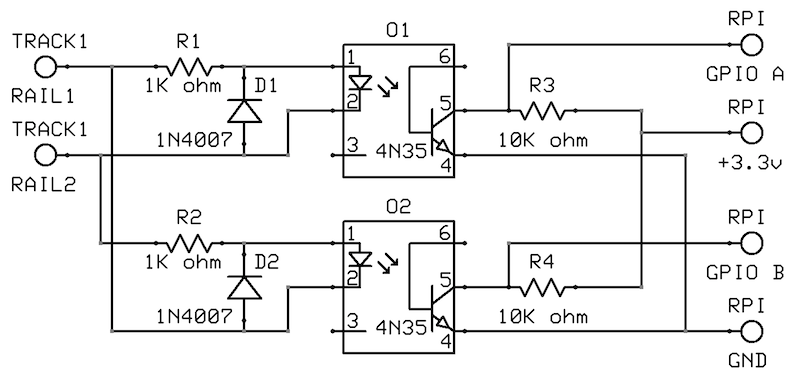 TRACK1
RAIL1
R1
1K ohm
D1
1N4007
O1
1
2
3
6
5
4
4N35
R3
10K ohm
RPI
GPIO A
RPI
+3.3v
TRACK1
RAIL2
R2
1K ohm
D2
1N4007
O2
1
2
3
6
5
4
4N35
R4
10K ohm
RPI
GPIO B
RPI
GND